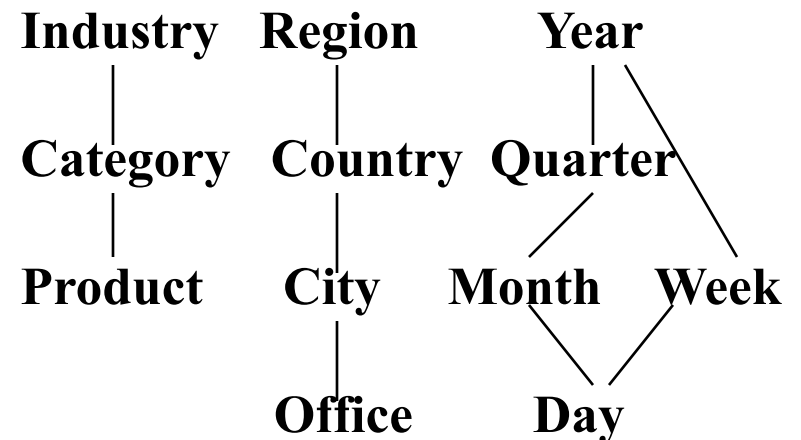 Industry Region Year
Category Country Quarter
Product City Month Week
Office Day